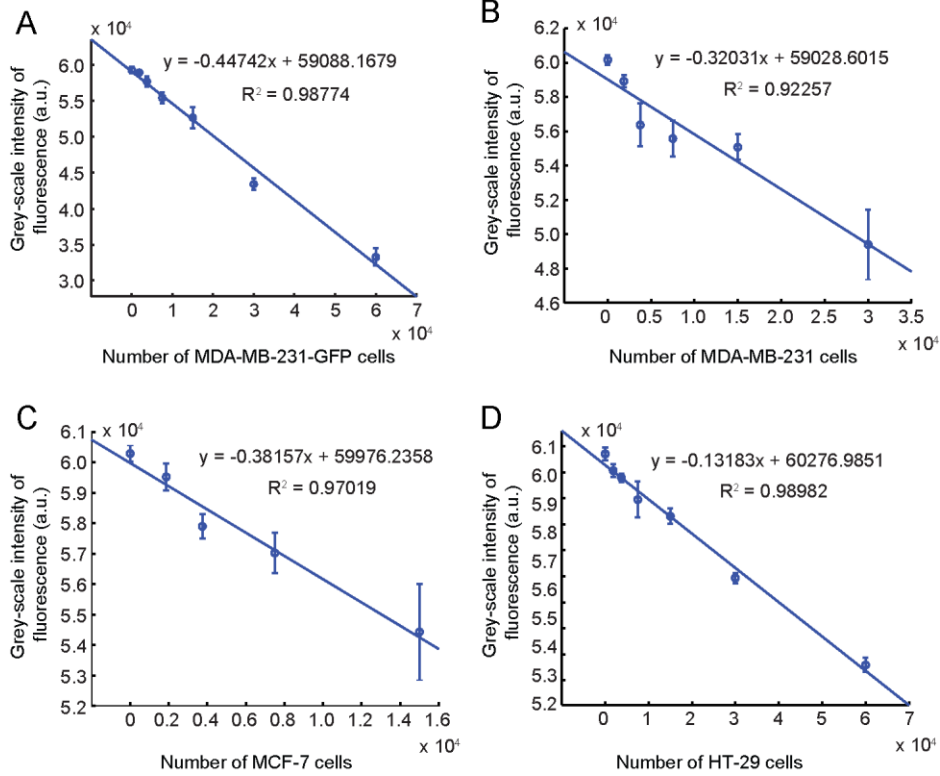 A
x 10⁴
y = -0.44742x + 59088.1679
R² = 0.98774
Grey-scale intensity of
fluorescence (a.u.)
6.0
5.5
4.5
4.0
3.5
3.0
0 1 2 3 4 5 6 7
x 10⁴
Number of MDA-MB-231-GFP cells
B
x 10⁴
y = -0.32031x + 59028.6015
R² = 0.92257
Grey-scale intensity of
fluorescence (a.u.)
6.2
6.0
5.8
5.6
5.4
5.2
5.0
4.8
4.6
0 0.5 1.0 1.5 2.0 2.5 3.0 3.5
x 10⁴
Number of MDA-MB-231 cells
C
x 10⁴
y = -0.38157x + 59976.2358
R² = 0.97019
Grey-scale intensity of
fluorescence (a.u.)
6.1
6.0
5.9
5.8
5.7
5.5
5.4
5.3
5.2
0 0.2 0.4 0.6 0.8 1.0 1.2 1.4 1.6
x 10⁴
Number of MCF-7 cells
D
x 10⁴
y = -0.13183x + 60276.9851
R² = 0.98982
Grey-scale intensity of
fluorescence (a.u.)
6.1
6.0
5.9
5.8
5.7
5.6
5.5
5.4
5.3
5.2
0 1 2 3 4 5 6 7
x 10⁴
Number of HT-29 cells